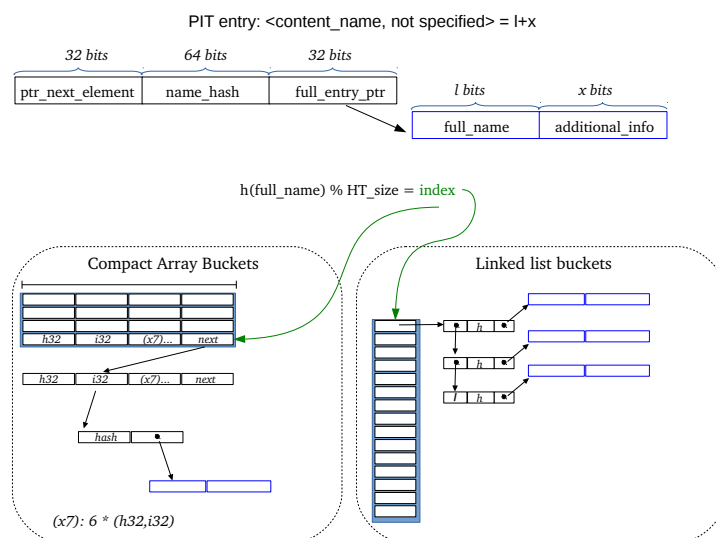 PIT entry: <content_name, not specified> = l+x
32 bits 64 bits 32 bits
ptr_next_element name_hash full_entry_ptr
l bits x bits
full_name additional_info
h(full_name) % HT_size = index
Compact Array Buckets
Linked list buckets
h32 i32 (x7)... next
h32 i32 (x7)... next
hash
h
h
/ h
(x7): 6 * (h32,i32)